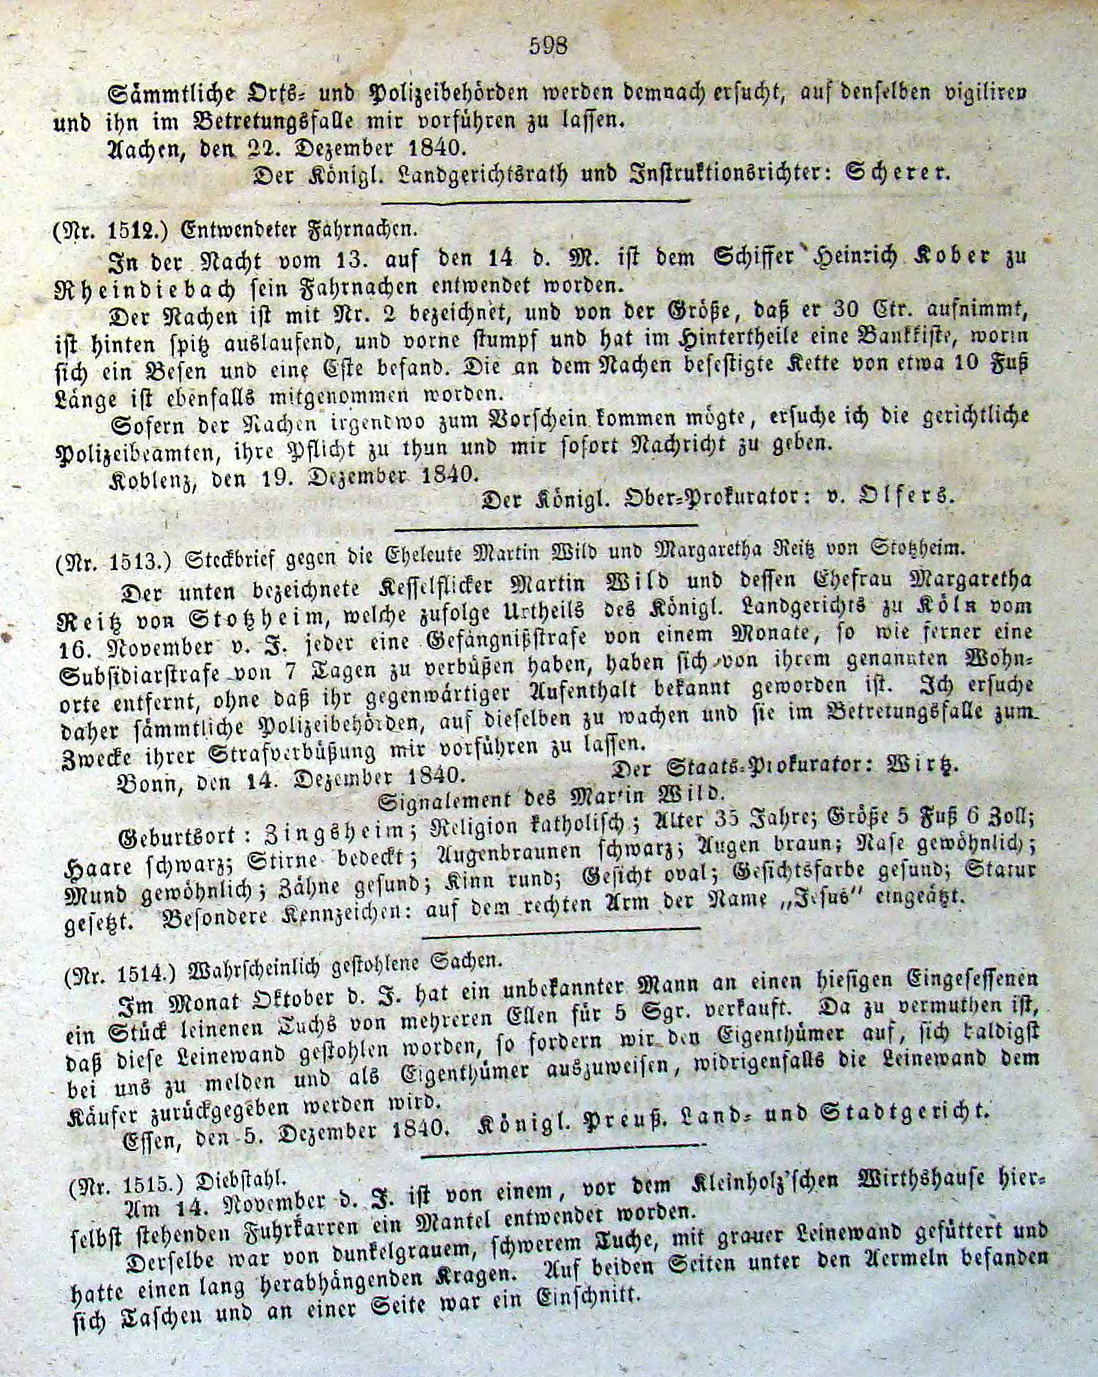 598
Sämmtliche Orts- und Polizeibehörden werden demnach ersucht, auf denselben vigiliren
und ihn im Betretungsfalle mir vorführen zu lassen.
Aachen, den 22. Dezember 1840.
Der Königl. Landgerichtsrath und Instruktionsrichter: Scherer.
(Nr. 1512.) Entwendeter Fahrnachen.
In der Nacht vom 13. auf den 14 d. M. ist dem Schiffer Heinrich Kober zu
Rheindiebach sein Fahrnachen entwendet worden.
Der Nachen ist mit Nr. 2 bezeichnet, und von der Größe, daß er 30 Ctr. aufnimmt,
ist hinten spitz auslaufend, und vorne stumpf und hat im Hintertheile eine Bankkiste, worin
sich ein Besen und eine Este befand. Die an dem Nachen befestigte Kette von etwa 10 Fuß
Länge ist ebenfalls mitgenommen worden.
Sofern der Nachen irgendwo zum Vorschein kommen mögte, ersuche ich die gerichtliche
Polizeibeamten, ihre Pflicht zu thun und mir sofort Nachricht zu geben.
Koblenz, den 19. Dezember 1840.
Der Königl. Ober-Prokurator: v. Olfers.
(Nr. 1513.) Steckbrief gegen die Eheleute Martin Wild und Margaretha Reitz von Stotzheim.
Der unten bezeichnete Kesselflicker Martin Wild und dessen Ehefrau Margaretha
Reitz von Stotzheim, welche zufolge Urtheils des Königl. Landgerichts zu Köln vom
16. November v. J. jeder eine Gefängnißstrafe von einem Monate, so wie ferner eine
Subsidiarstrafe von 7 Tagen zu verbüßen haben, haben sich von ihrem genannten Wohn-
orte entfernt, ohne daß ihr gegenwärtiger Aufenthalt bekannt geworden ist. Ich ersuche
daher sämmtliche Polizeibehörden, auf dieselben zu wachen und sie im Betretungsfalle zum
Zwecke ihrer Strafverbüßung mir vorführen zu lassen.
Bonn, den 14. Dezember 1840. Der Staats-Prokurator: Wirtz.
Signalement des Martin Wild.
Geburtsort: Zingsheim; Religion katholisch; Alter 35 Jahre; Größe 5 Fuß 6 Zoll;
Haare schwarz; Stirne bedeckt; Augenbraunen schwarz; Augen braun; Nase gewöhnlich;
Mund gewöhnlich; Zähne gesund; Kinn rund; Gesicht oval; Gesichtsfarbe gesund; Statur
gesetzt. Besondere Kennzeichen: auf dem rechten Arm der Name „Jesus" eingeätzt.
(Nr. 1514.) Wahrscheinlich gestohlene Sachen.
Im Monat Oktober d. J. hat ein unbekannter Mann an einen hiesigen Eingesessenen
ein Stück leinenen Tuchs von mehreren Ellen für 5 Sgr. verkauft. Da zu vermuthen ist,
daß diese Leinewand gestohlen worden, so fordern wir den Eigenthümer auf, sich baldigst
bei uns zu melden und als Eigenthümer auszuweisen, widrigenfalls die Leinewand dem
Käufer zurückgegeben werden wird.
Essen, den 5. Dezember 1840. Königl. Preuß. Land- und Stadtgericht.
(Nr. 1515.) Diebstahl.
Am 14. November d. J. ist von einem, vor dem Kleinholz'schen Wirthshause hier-
selbst stehenden Fuhrkarren ein Mantel entwendet worden.
Derselbe war von dunkelgrauem, schwerem Tuche, mit grauer Leinewand gefüttert und
hatte einen lang herabhängenden Kragen. Auf beiden Seiten unter den Aermeln befanden
sich Taschen und an einer Seite war ein Einschnitt.